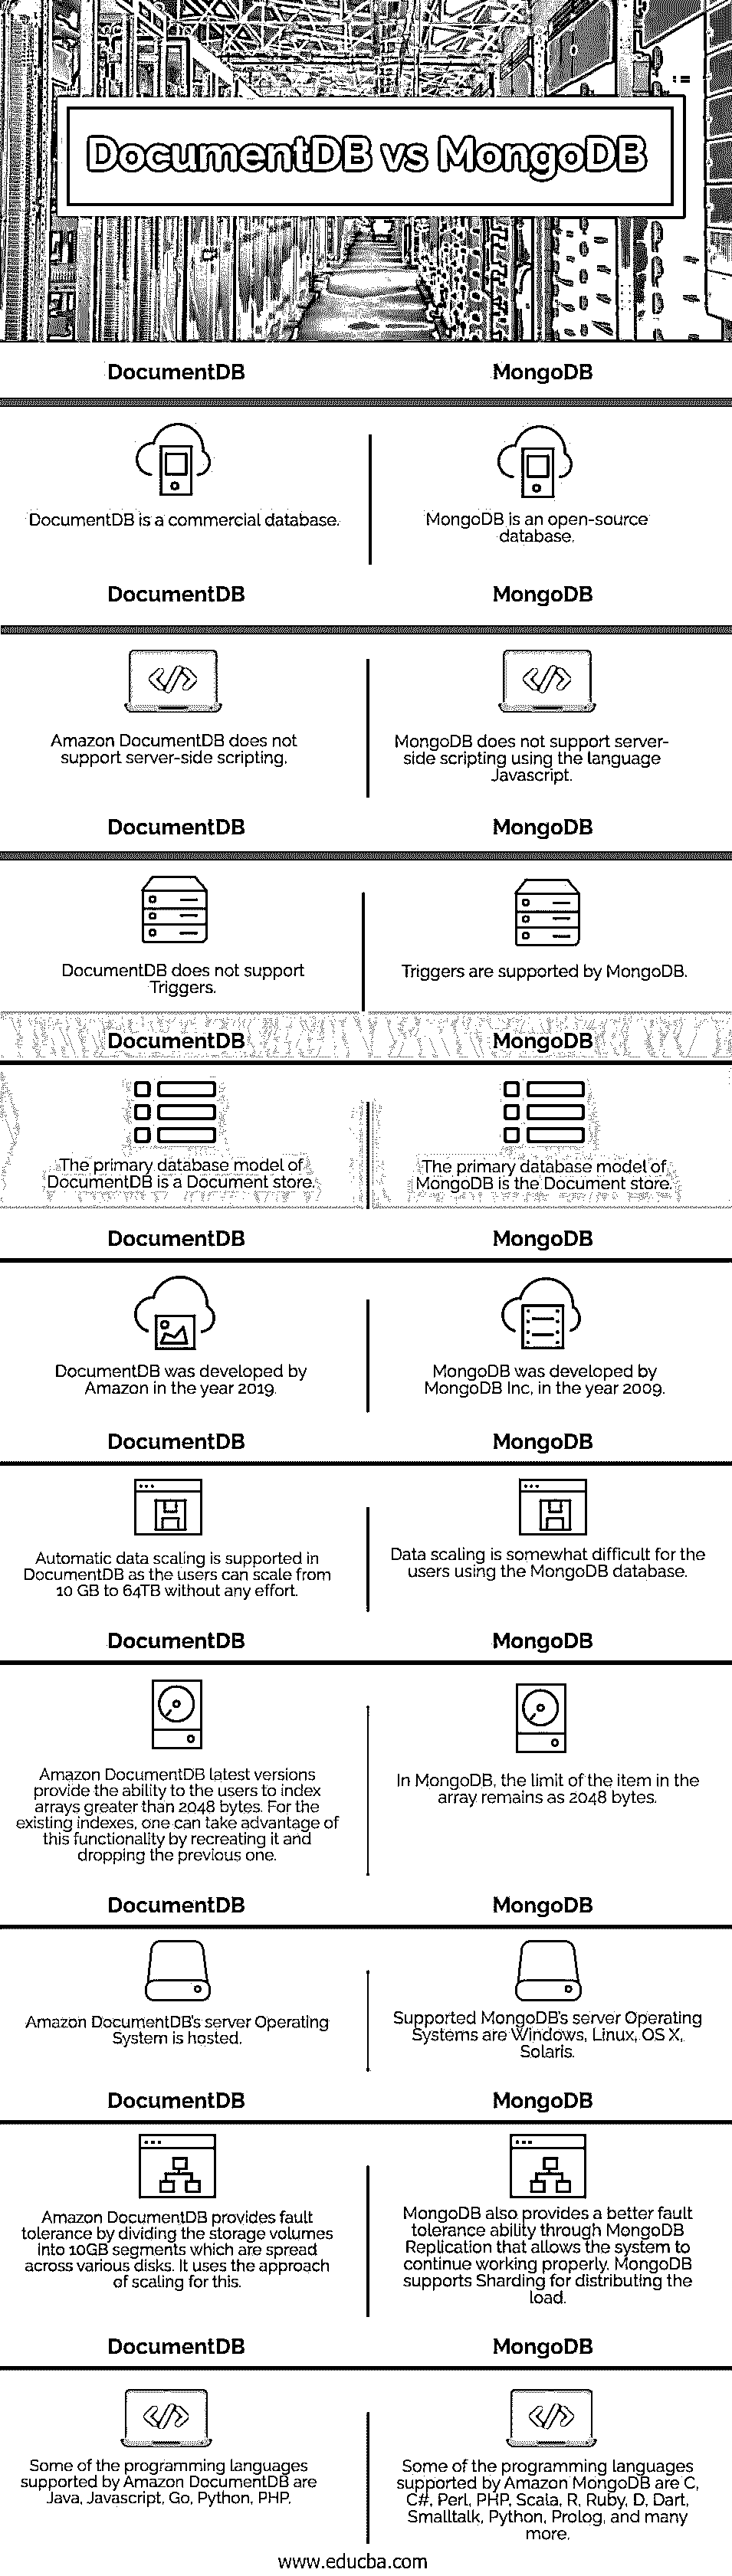 DocumentDB vs MongoDB
DocumentDB
MongoDB
DocumentDB is a commercial database.
MongoDB is an open-source
database.
DocumentDB
MongoDB
Amazon DocumentDB does not
support server-side scripting.
MongoDB does not support server-
side scripting using the language
Javascript.
DocumentDB
MongoDB
DocumentDB does not support
Triggers.
Triggers are supported by MongoDB.
DocumentDB
MongoDB
The primary database model of
DocumentDB is a Document store.
The primary database model of
MongoDB is the Document store.
DocumentDB
MongoDB
DocumentDB was developed by
Amazon in the year 2019.
MongoDB was developed by
MongoDB Inc, in the year 2009.
DocumentDB
MongoDB
Automatic data scaling is supported in
DocumentDB as the users can scale from
10 GB to 64TB without any effort.
Data scaling is somewhat difficult for the
users using the MongoDB database.
DocumentDB
MongoDB
Amazon DocumentDB latest versions
provide the ability to the users to index
arrays greater than 2048 bytes. For the
existing indexes, one can take advantage of
this functionality by recreating it and
dropping the previous one.
In MongoDB, the limit of the item in the
array remains as 2048 bytes.
DocumentDB
MongoDB
Amazon DocumentDB's server Operating
System is hosted.
Supported MongoDB's server Operating
Systems are Windows, Linux, OS X,
Solaris.
DocumentDB
MongoDB
Amazon DocumentDB provides fault
tolerance by dividing the storage volumes
into 10GB segments which are spread
across various disks. It uses the approach
of scaling for this.
MongoDB also provides a better fault
tolerance ability through MongoDB
Replication that allows the system to
continue working properly. MongoDB
supports Sharding for distributing the
load.
DocumentDB
MongoDB
Some of the programming languages
supported by Amazon DocumentDB are
Java, Javascript, Go, Python, PHP.
Some of the programming languages
supported by Amazon MongoDB are C,
C#, Perl, PHP, Scala, R, Ruby, D, Dart,
Smalltalk, Python, Prolog, and many
more.
www.educba.com